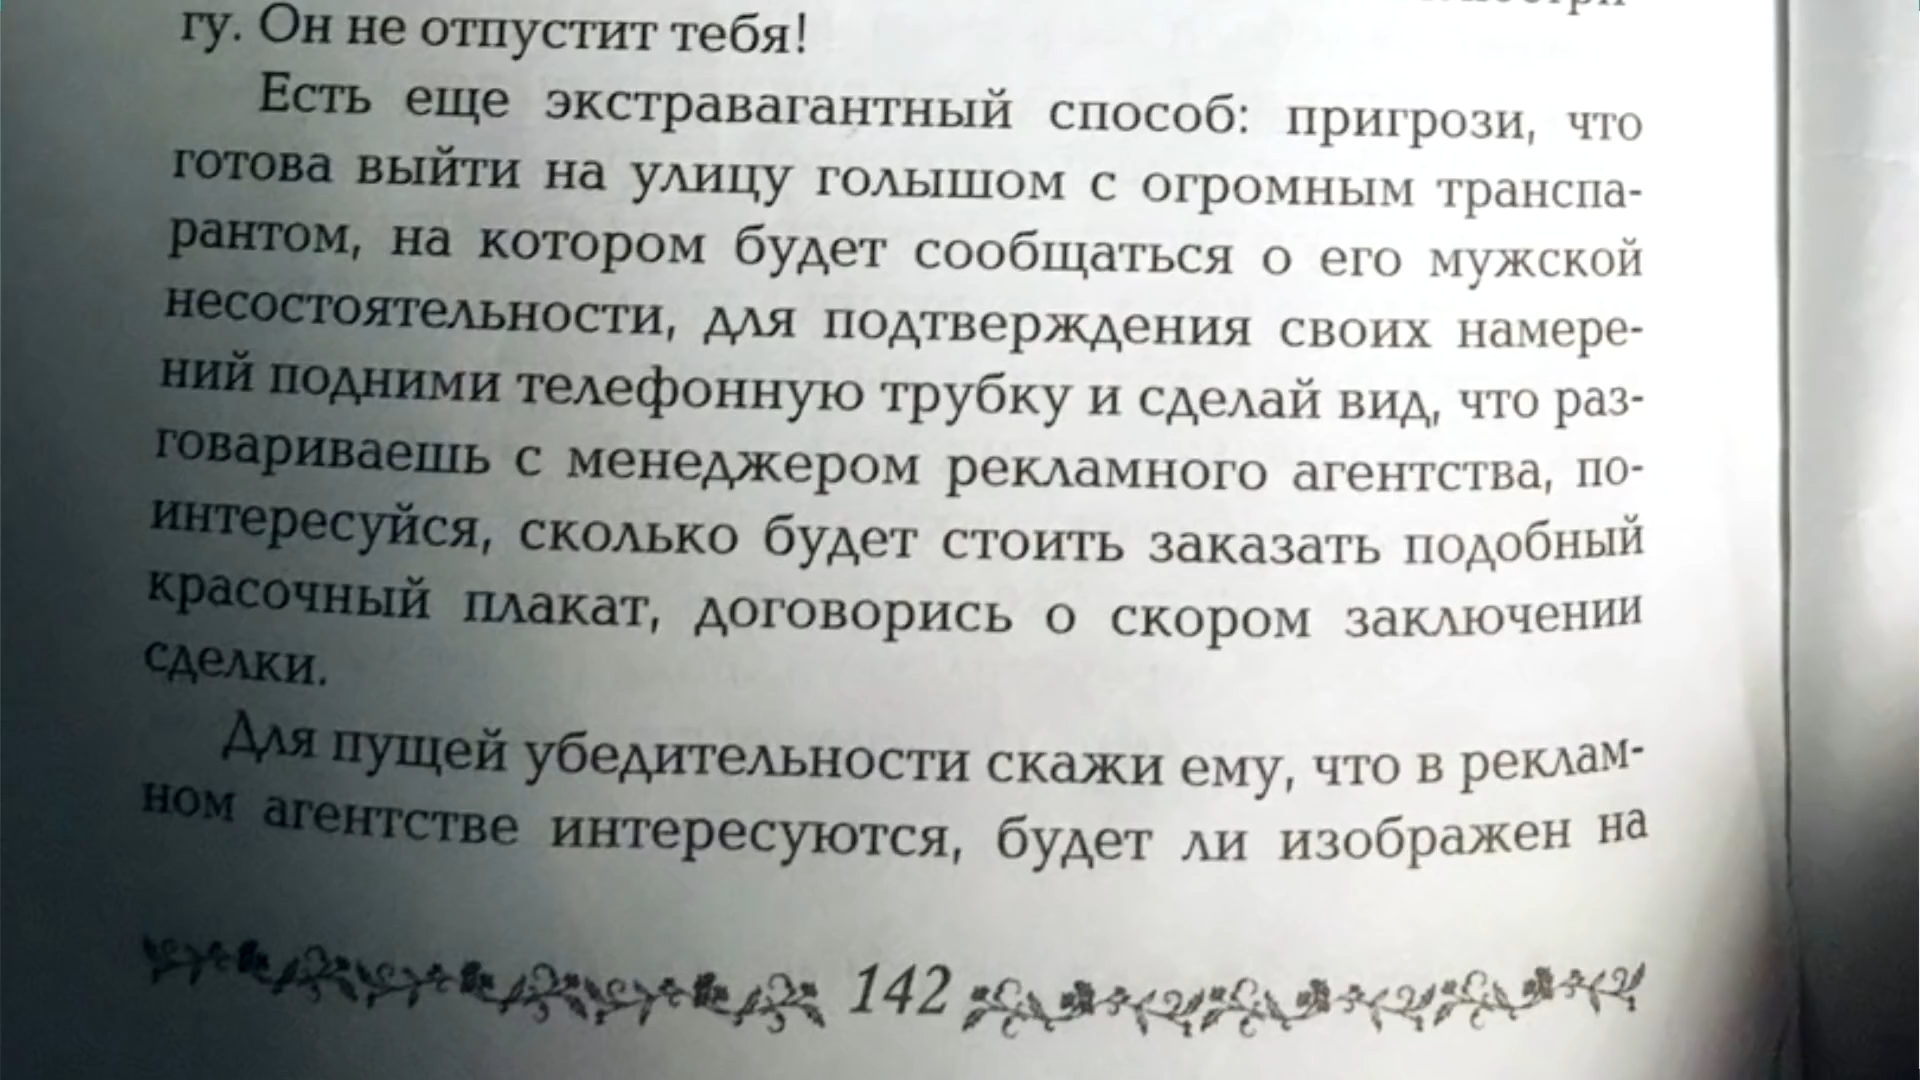 гу. Он не отпустит тебя!
Есть еще экстравагантный способ: пригрози, что
готова выйти на улицу голышом с огромным транспа-
рантом, на котором будет сообщаться о его мужской
несостоятельности, для подтверждения своих намере-
ний подними телефонную трубку и сделай вид, что раз-
говариваешь с менеджером рекламного агентства, по-
интересуйся, сколько будет стоить заказать подобный
красочный плакат, договорись о скором заключении
сделки.
Для пущей убедительности скажи ему, что в реклам-
ном агентстве интересуются, будет ли изображен на
142